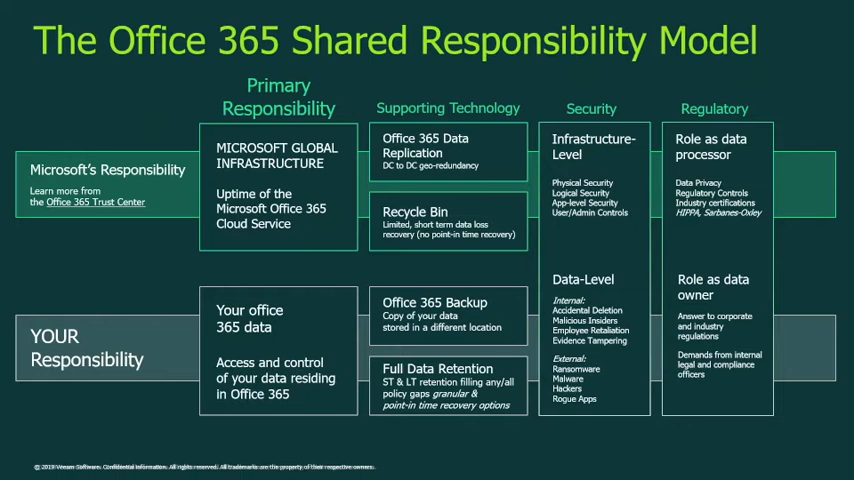 The Office 365 Shared Responsibility Model
Primary
Responsibility
Supporting Technology
Security
Regulatory
Microsoft's Responsibility
Learn more from
the Office 365 Trust Center
MICROSOFT GLOBAL
INFRASTRUCTURE
Uptime of the
Microsoft Office 365
Cloud Service
Office 365 Data
Replication
DC to DC geo-redundancy
Recycle Bin
Limited, short term data loss
recovery (no point-in time recovery)
Infrastructure-
Level
Physical Security
Logical Security
App-level Security
User/Admin Controls
Role as data
processor
Data Privacy
Regulatory Controls
Industry certifications
HIPPA, Sarbanes-Oxley
YOUR
Responsibility
Your office
365 data
Access and control
of your data residing
in Office 365
Office 365 Backup
Copy of your data
stored in a different location
Full Data Retention
ST & LT retention filling any/all
policy gaps granular &
point-in time recovery options
Data-Level
Internal:
Accidental Deletion
Malicious Insiders
Employee Retaliation
Evidence Tampering
External:
Ransomware
Malware
Hackers
Rogue Apps
Role as data
owner
Answer to corporate
and industry
regulations
Demands from internal
legal and compliance
officers
Veeam Software. Confidential information. All rights reserved. All trademarks are the property of their respective owners.